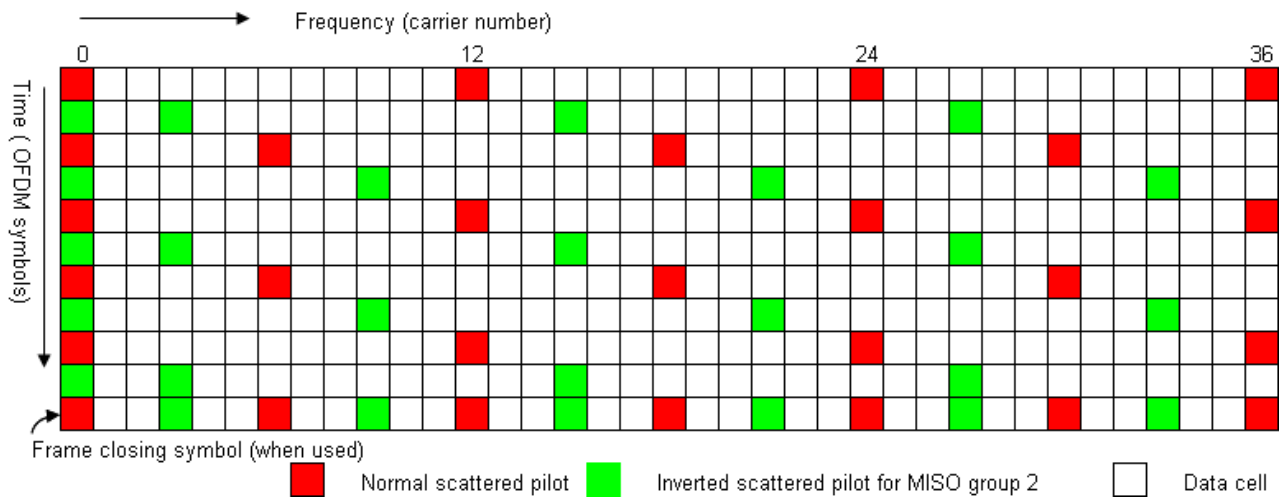 Frequency (carrier number)
0 12 24 36
Time ( OFDM symbols)
Frame closing symbol (when used)
Normal scattered pilot
Inverted scattered pilot for MISO group 2
Data cell